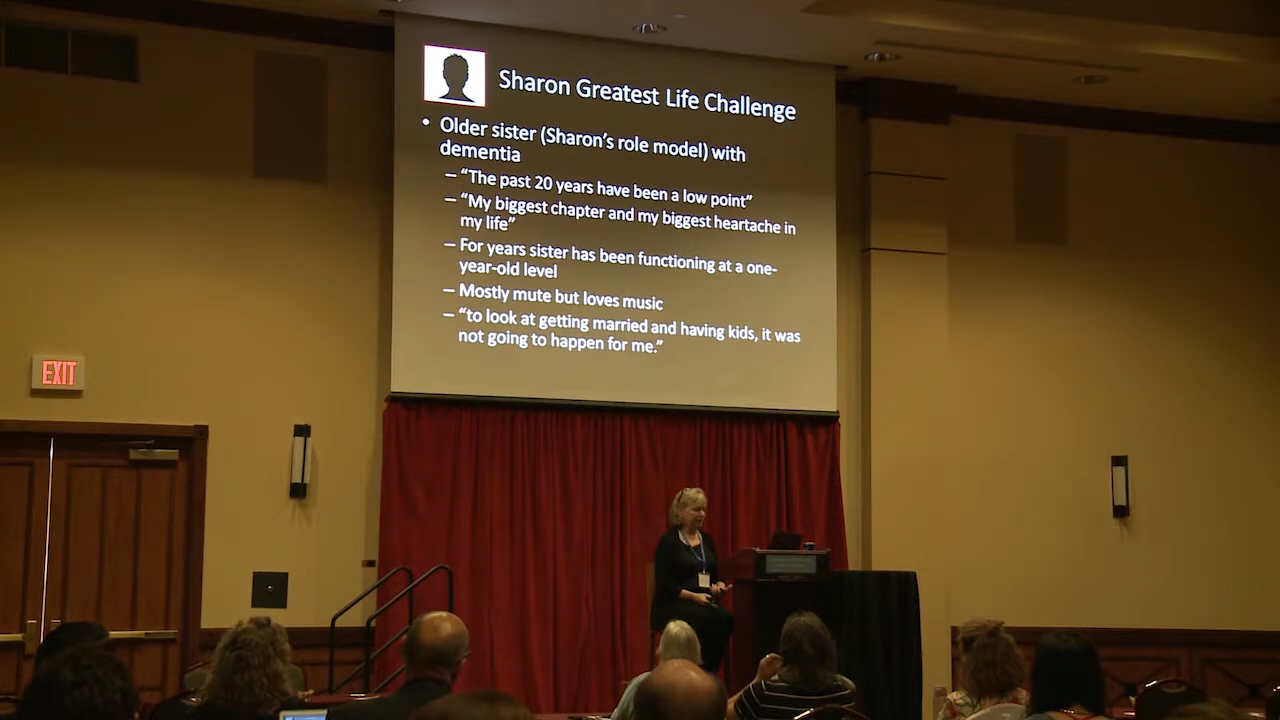 Sharon Greatest Life Challenge
• Older sister (Sharon's role model) with
dementia
– “The past 20 years have been a low point”
– “My biggest chapter and my biggest heartache in
my life”
– For years sister has been functioning at a one-
year-old level
– Mostly mute but loves music
– “to look at getting married and having kids, it was
not going to happen for me.”
EXIT